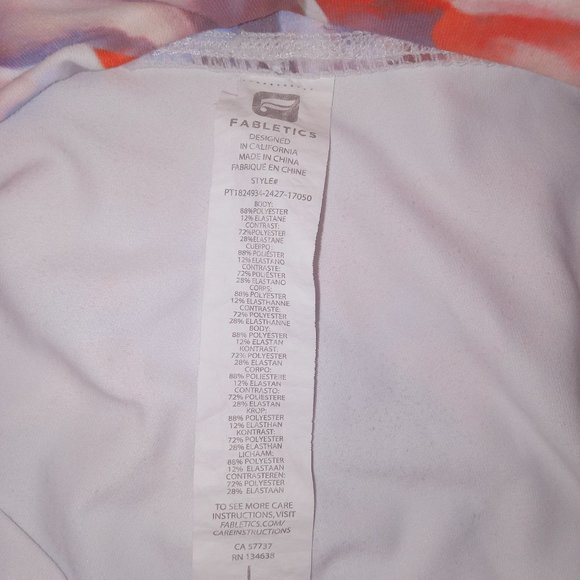 FABLETICS
DESIGNED
IN CALIFORNIA
MADE IN CHINA
FABRIQUÉ EN CHINE
STYLE#
PT1824934-2427-17050
BODY:
88%POLYESTER
12% ELASTANE
CONTRAST:
72%POLYESTER
28%ELASTANE
CUERPO:
88% POLIÉSTER
12% ELASTANO
CONTRASTE:
72% POLIÉSTER
28% ELASTANO
CORPS:
88% POLYESTER
12% ELASTHANNE
CONTRASTE:
72% POLYESTER
28% ELASTHANNE
BODY:
88% POLYESTER
12% ELASTAN
KONTRAST:
72% POLYESTER
28% ELASTAN
CORPO:
88% POLIESTERE
12% ELASTAN
CONTRASTO:
72% POLIESTERE
28% ELASTAN
KROP:
88% POLYESTER
12% ELASTHAN
KONTRAST:
72% POLYESTER
28% ELASTHAN
LICHAAM:
88% POLYESTER
12% ELASTAAN
CONTRASTEREN:
72% POLYESTER
28% ELASTAAN
TO SEE MORE CARE
INSTRUCTIONS, VISIT
FABLETICS.COM/
CAREINSTRUCTIONS
CA 57737
RN 134638